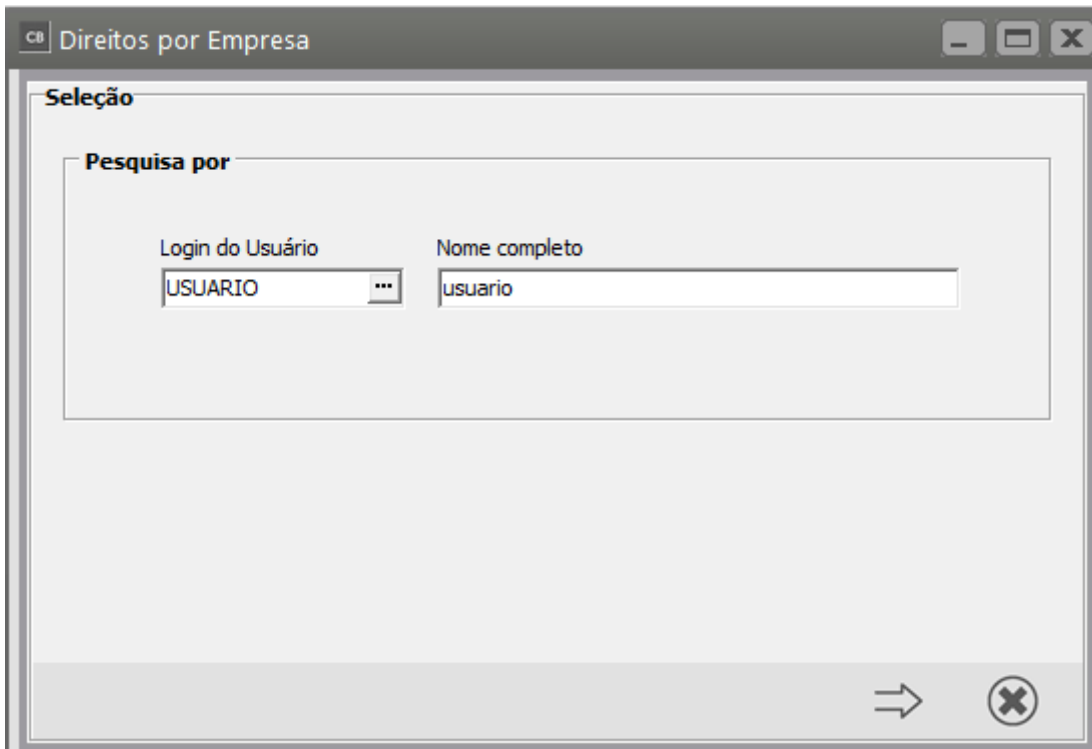 CB Direitos por Empresa
Seleção
Pesquisa por
Login do Usuário Nome completo
USUARIO ... usuario